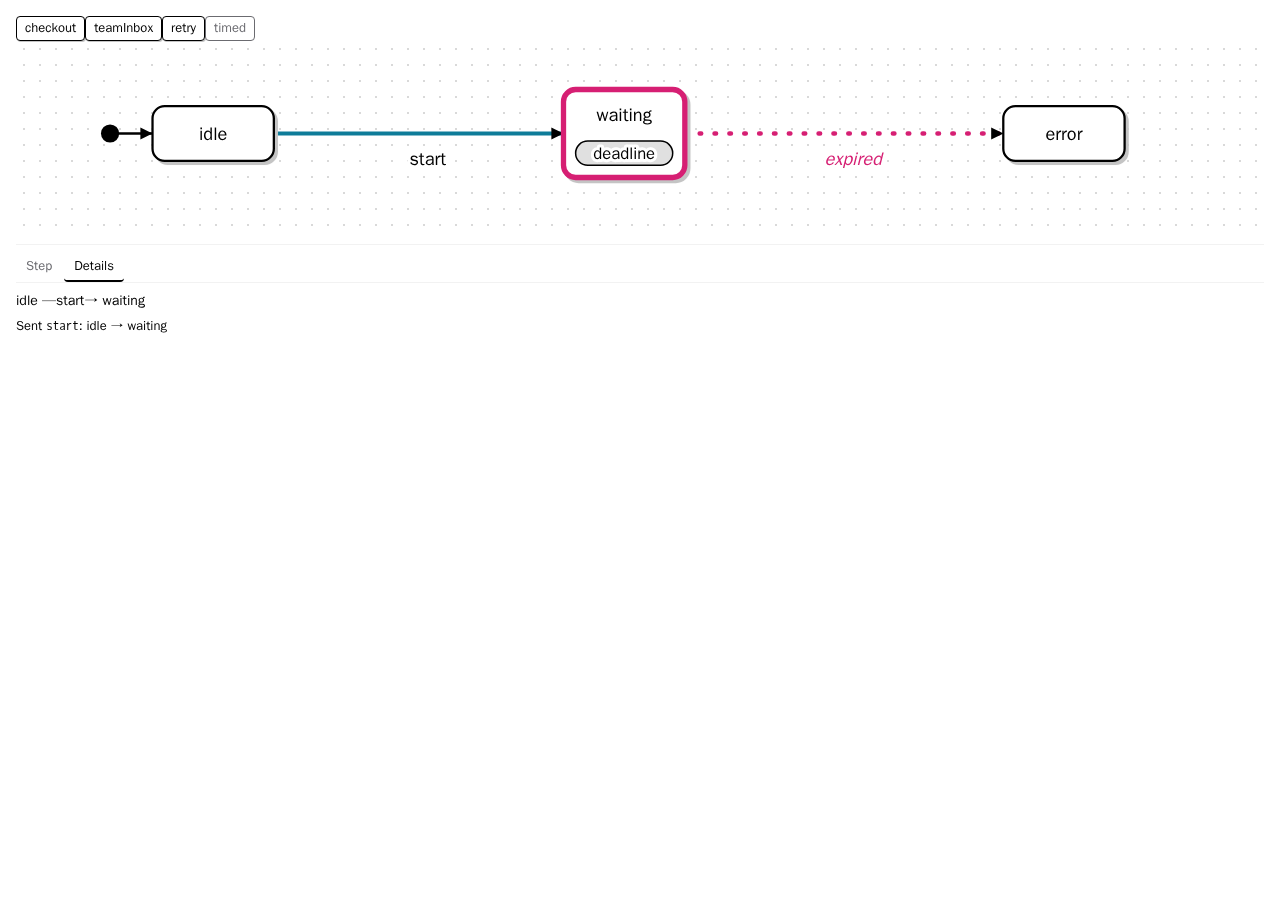 checkout teamInbox retry timed
idle start waiting deadline expired error
Step Details
idle —start→ waiting
Sent start: idle → waiting